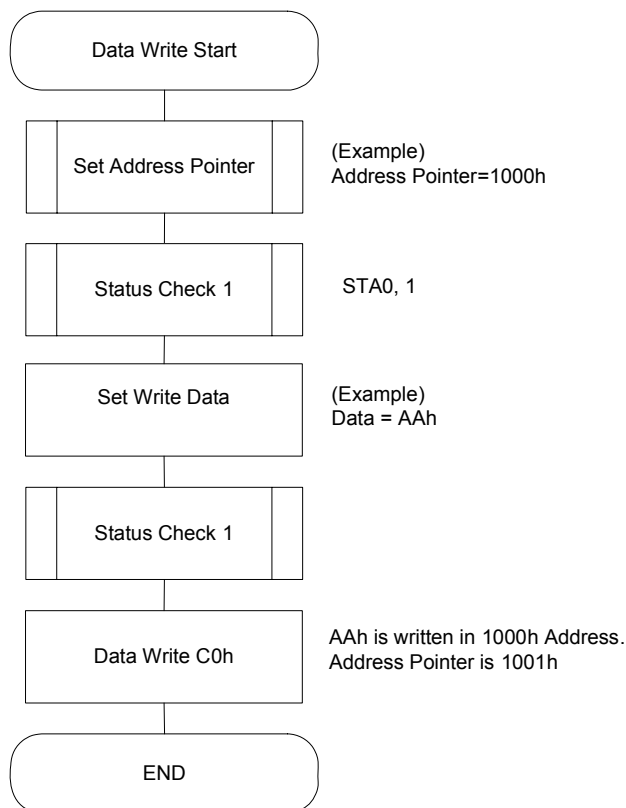 Data Write Start
Set Address Pointer
(Example)
Address Pointer=1000h
Status Check 1
STA0, 1
Set Write Data
(Example)
Data = AAh
Status Check 1
Data Write C0h
AAh is written in 1000h Address.
Address Pointer is 1001h
END